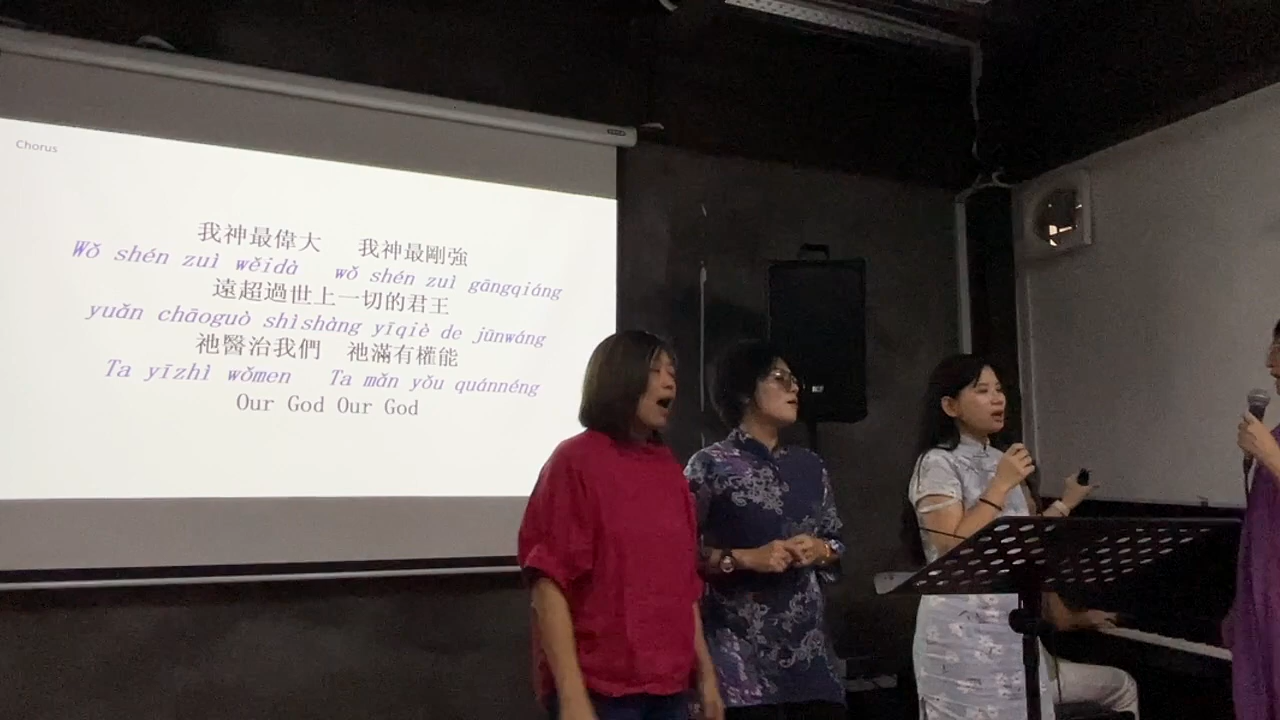 Chorus
我神最偉大 我神最剛強
Wǒ shén zuì wěidà wǒ shén zuì gāngqiáng
遠超過世上一切的君王
yuǎn chāoguò shìshàng yīqiè de jūnwáng
祂醫治我們 祂滿有權能
Ta yīzhì wǒmen Ta mǎn yǒu quánnéng
Our God Our God